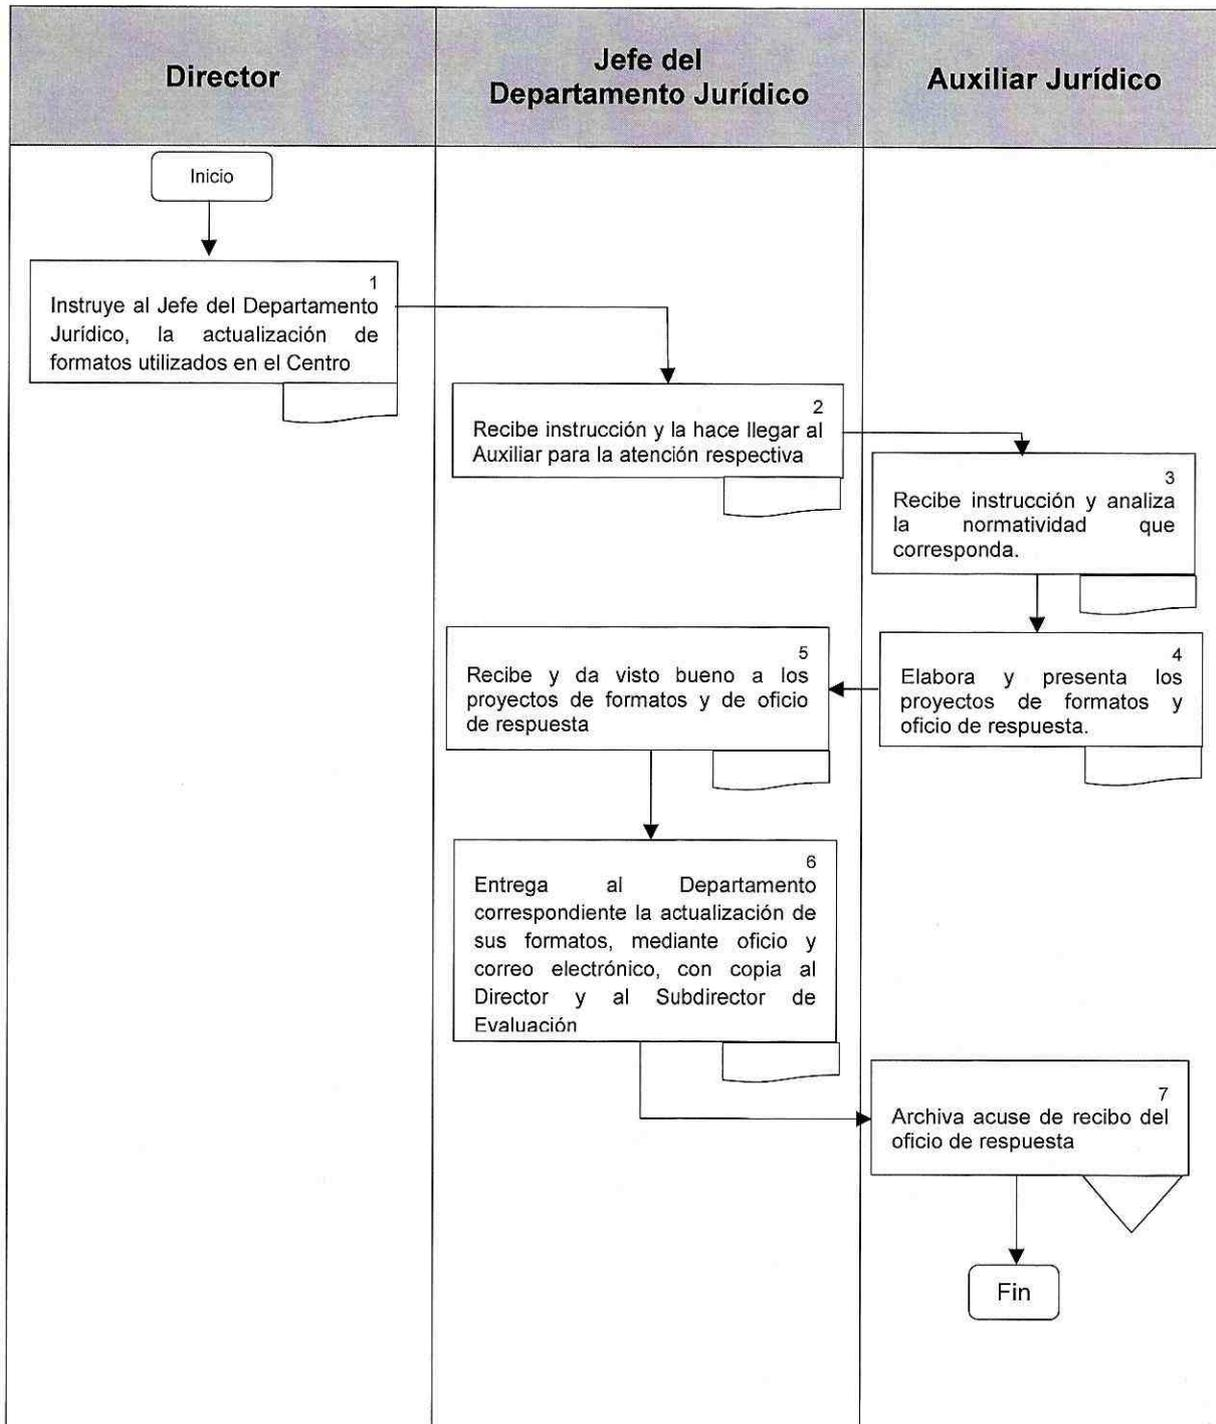 Director
Jefe del
Departamento Jurídico
Auxiliar Jurídico
Inicio
1
Instruye al Jefe del Departamento
Jurídico, la actualización de
formatos utilizados en el Centro
2
Recibe instrucción y la hace llegar al
Auxiliar para la atención respectiva
3
Recibe instrucción y analiza
la normatividad que
corresponda.
4
Elabora y presenta los
proyectos de formatos y
oficio de respuesta.
5
Recibe y da visto bueno a los
proyectos de formatos y de oficio
de respuesta
6
Entrega al Departamento
correspondiente la actualización de
sus formatos, mediante oficio y
correo electrónico, con copia al
Director y al Subdirector de
Evaluación
7
Archiva acuse de recibo del
oficio de respuesta
Fin